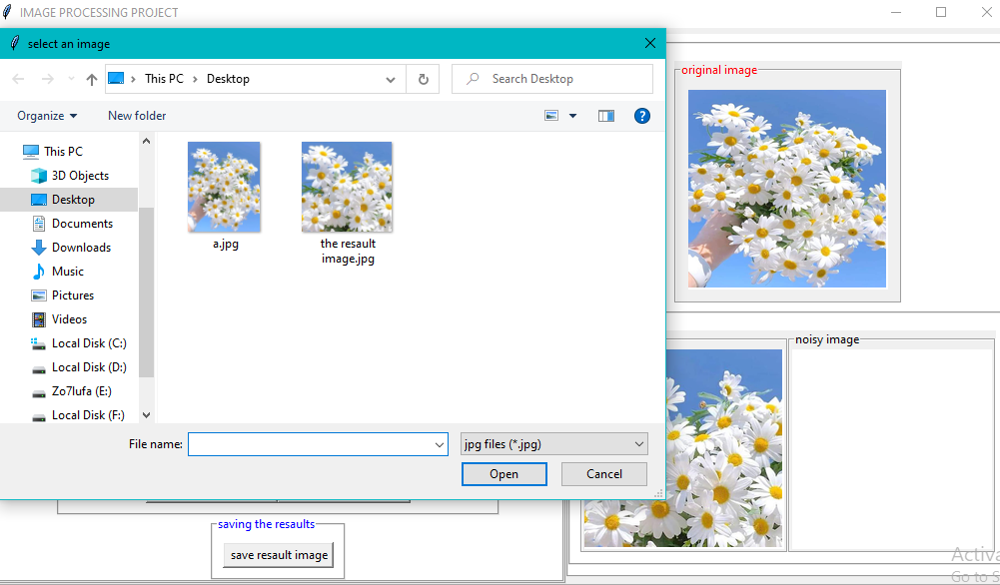 IMAGE PROCESSING PROJECT
select an image
This PC > Desktop
Search Desktop
Organize
New folder
?
This PC
3D Objects
Desktop
Documents
Downloads
Music
Pictures
Videos
Local Disk (C:)
Local Disk (D:)
Zo7lufa (E:)
Local Disk (F:)
a.jpg
the resault
image.jpg
File name:
jpg files (*.jpg)
Open
Cancel
original image
noisy image
saving the resaults
save resault image
Activa
Go to S